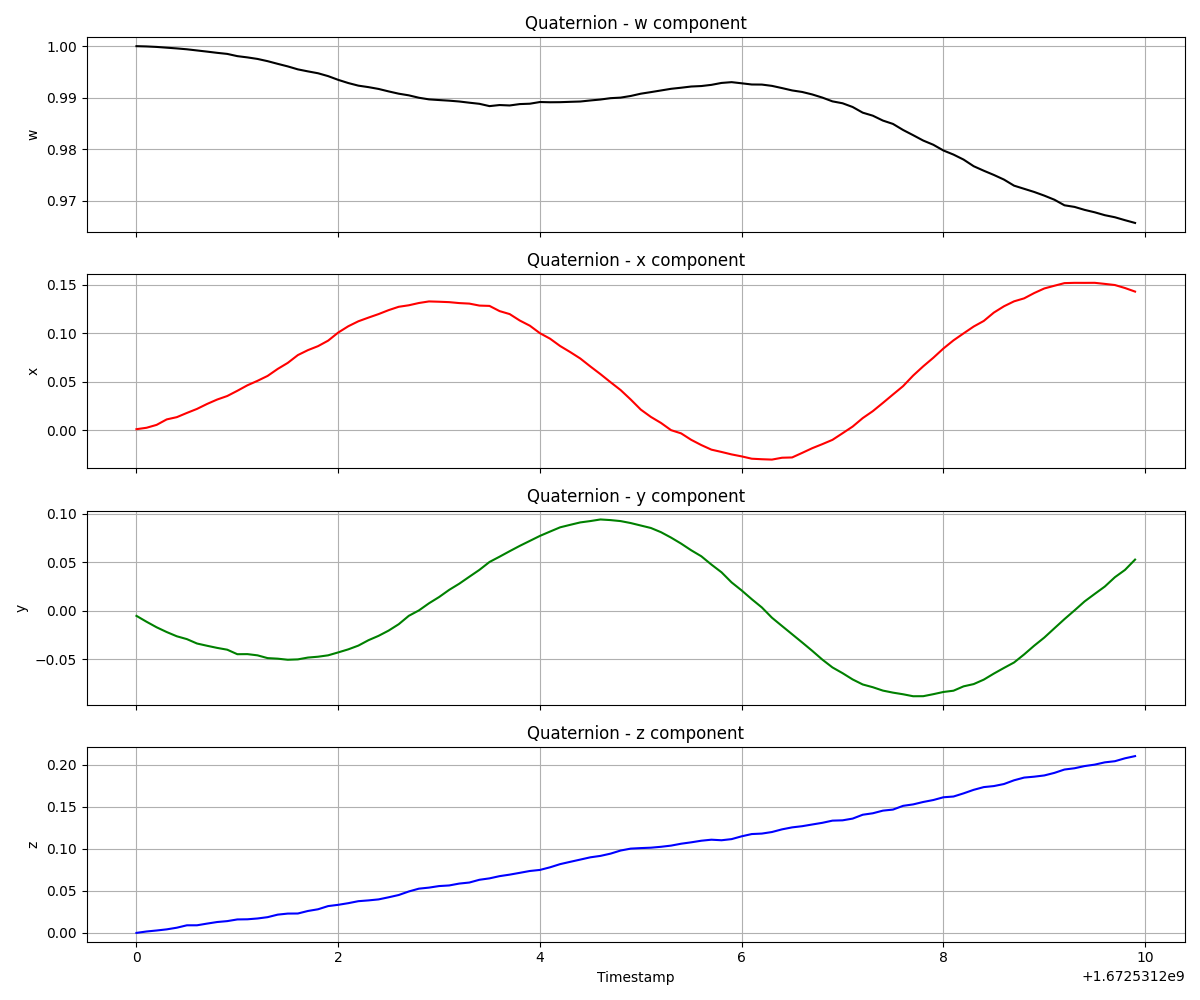 Quaternion - w component
1.00
0.99
0.98
0.97
w
Quaternion - x component
0.15
0.10
0.05
0.00
x
Quaternion - y component
0.10
0.05
0.00
−0.05
y
Quaternion - z component
0.20
0.15
0.10
0.05
0.00
z
0 2 4 6 8 10
Timestamp
+1.6725312e9